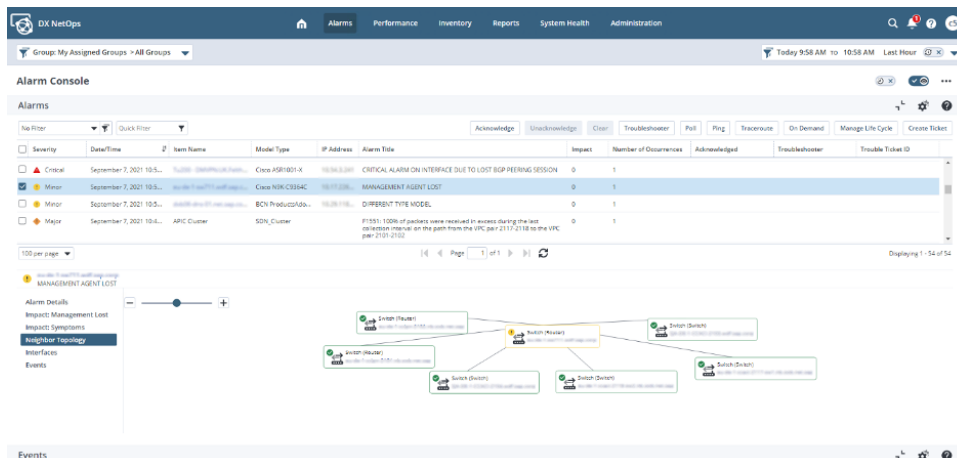 DX NetOps
Alarms Performance Inventory Reports System Health Administration
Group: My Assigned Groups > All Groups
Today 9:58 AM TO 10:58 AM Last Hour
Alarm Console
Alarms
No Filter Quick Filter Acknowledge Unacknowledge Clear Troubleshooter Poll Ping Traceroute On Demand Manage Life Cycle Create Ticket
Severity Date/Time Item Name Model Type IP Address Alarm Title Impact Number of Occurrences Acknowledged Troubleshooter Trouble Ticket ID
Critical September 7, 2021 10:5... Cisco ASR1001-X CRITICAL ALARM ON INTERFACE DUE TO LOST BGP PEERING SESSION 0 1
Minor September 7, 2021 10:5... Cisco N9K-C9364C MANAGEMENT AGENT LOST 0 1
Minor September 7, 2021 10:5... BCN ProductsAdo... DIFFERENT TYPE MODEL 0 1
Major September 7, 2021 10:4... APIC Cluster SDN_Cluster F1551: 100% of packets were received in excess during the last
collection interval on the path from the VPC pair 2117-2118 to the VPC
pair 2101-2102 0 1
100 per page Page 1 of 1 Displaying 1 - 54 of 54
MANAGEMENT AGENT LOST
Alarm Details
Impact: Management Lost
Impact: Symptoms
Neighbor Topology
Interfaces
Events
Switch (Router)
Switch (Router)
Switch (Switch)
Switch (Router)
Switch (Switch)
Switch (Switch)
Switch (Switch)
Events